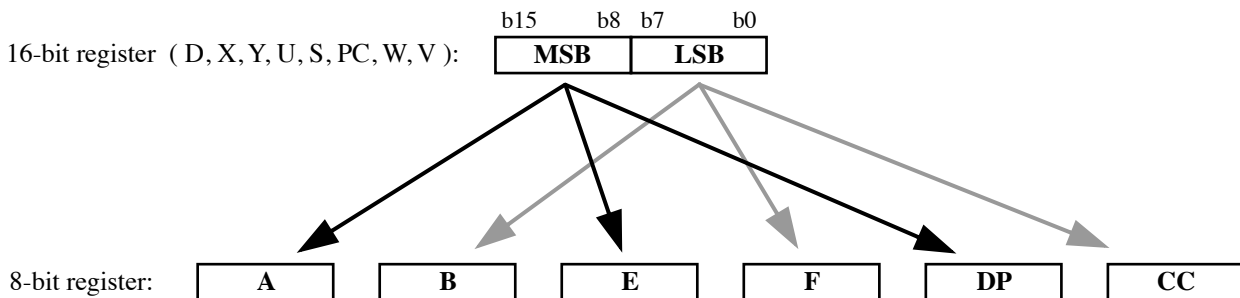 b15 b8 b7 b0
16-bit register ( D, X, Y, U, S, PC, W, V ): MSB LSB
8-bit register: A B E F DP CC